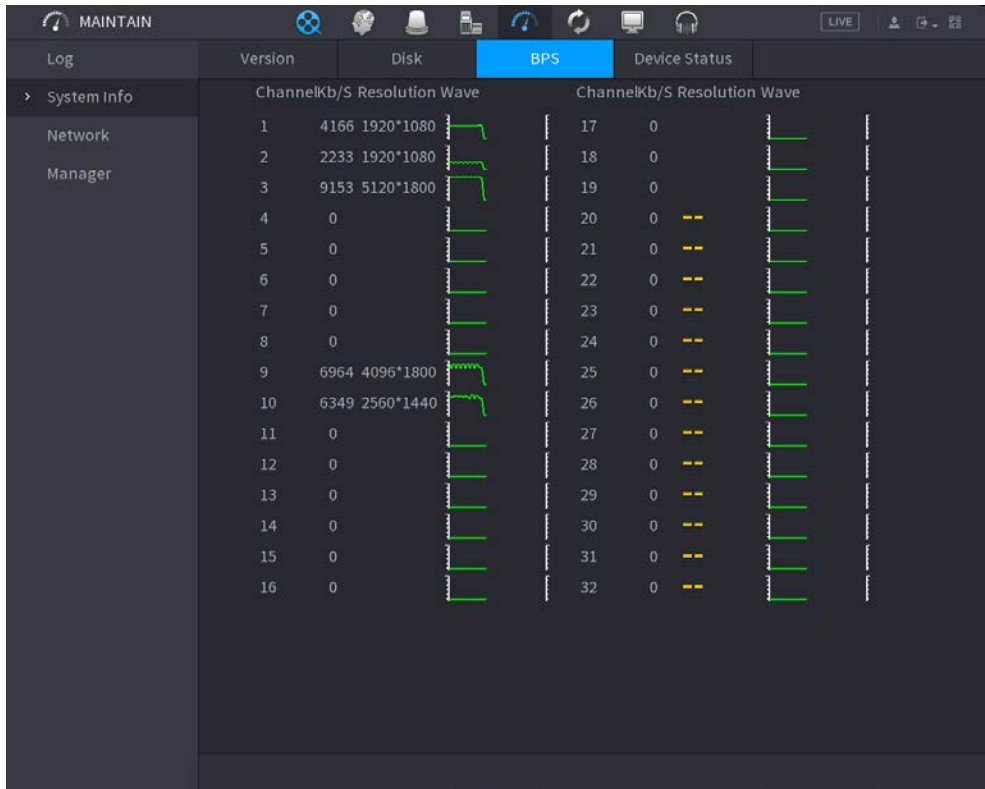 MAINTAIN LIVE
Log Version Disk BPS Device Status
> System Info ChannelKb/S Resolution Wave ChannelKb/S Resolution Wave
Network
Manager
1 4166 1920*1080 17 0
2 2233 1920*1080 18 0
3 9153 5120*1800 19 0
4 0 20 0 --
5 0 21 0 --
6 0 22 0 --
7 0 23 0 --
8 0 24 0 --
9 6964 4096*1800 25 0 --
10 6349 2560*1440 26 0 --
11 0 27 0 --
12 0 28 0 --
13 0 29 0 --
14 0 30 0 --
15 0 31 0 --
16 0 32 0 --